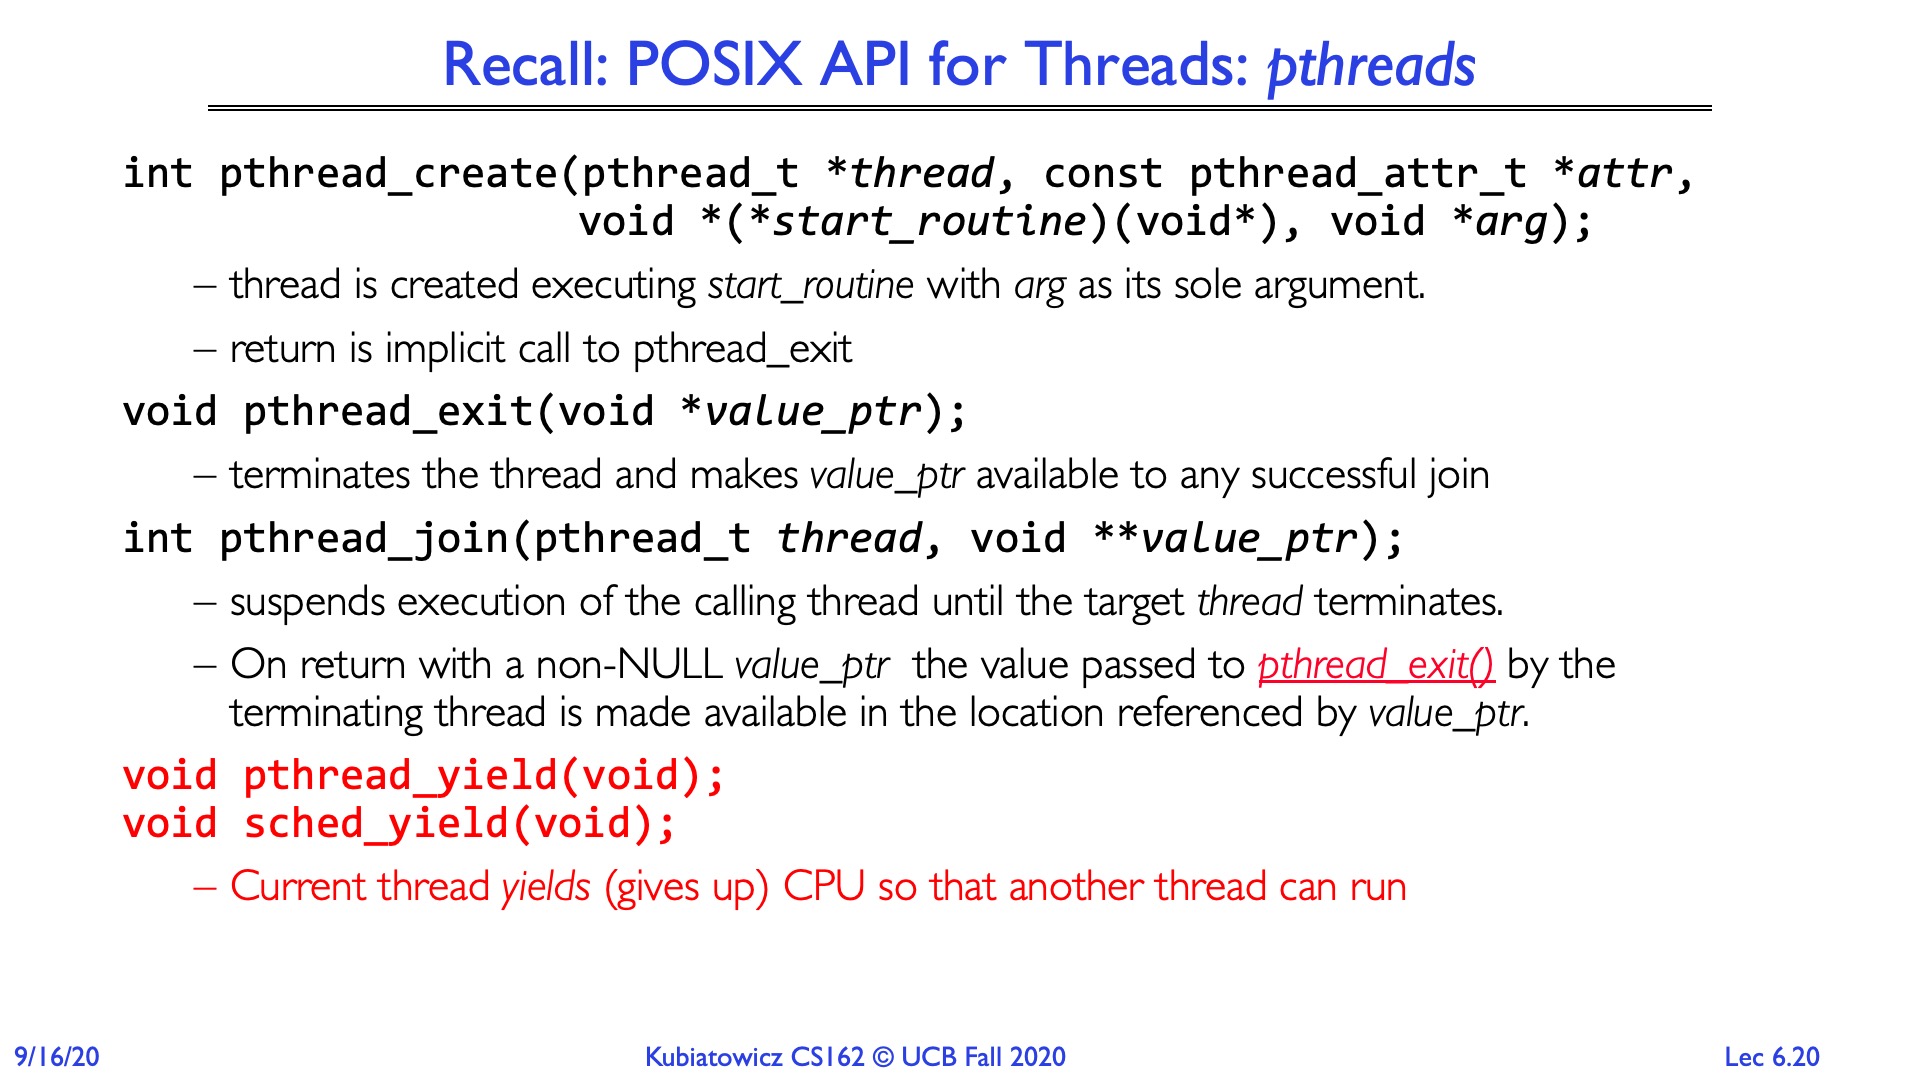 Recall: POSIX API for Threads: pthreads
int pthread_create(pthread_t *thread, const pthread_attr_t *attr,
void *(*start_routine)(void*), void *arg);
– thread is created executing start_routine with arg as its sole argument.
– return is implicit call to pthread_exit
void pthread_exit(void *value_ptr);
– terminates the thread and makes value_ptr available to any successful join
int pthread_join(pthread_t thread, void **value_ptr);
– suspends execution of the calling thread until the target thread terminates.
– On return with a non-NULL value_ptr the value passed to pthread_exit() by the
terminating thread is made available in the location referenced by value_ptr.
void pthread_yield(void);
void sched_yield(void);
– Current thread yields (gives up) CPU so that another thread can run
9/16/20
Kubiatowicz CS162 © UCB Fall 2020
Lec 6.20